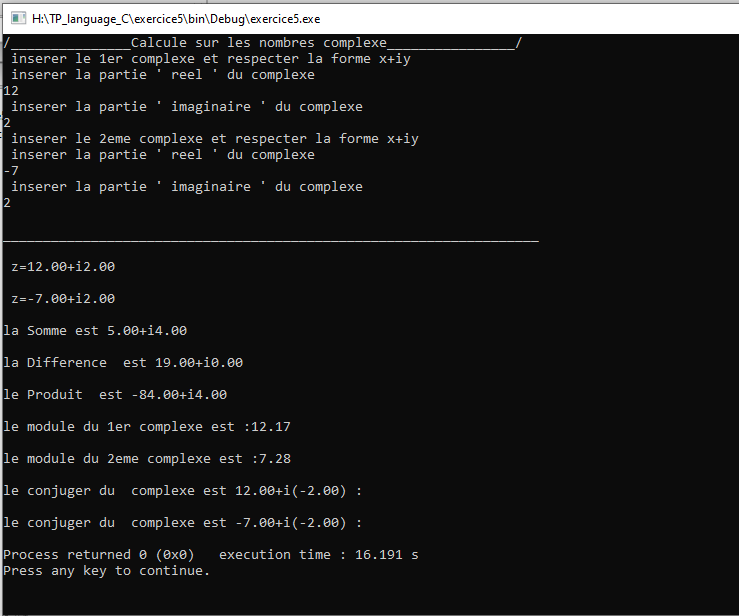 H:\TP_language_C\exercice5\bin\Debug\exercice5.exe
/_______________Calcule sur les nombres complexe________________/
inserer le 1er complexe et respecter la forme x+iy
inserer la partie ' reel ' du complexe
12
inserer la partie ' imaginaire ' du complexe
2
inserer le 2eme complexe et respecter la forme x+iy
inserer la partie ' reel ' du complexe
-7
inserer la partie ' imaginaire ' du complexe
2
___________________________________________________________________
z=12.00+i2.00
z=-7.00+i2.00
la Somme est 5.00+i4.00
la Difference  est 19.00+i0.00
le Produit  est -84.00+i4.00
le module du 1er complexe est :12.17
le module du 2eme complexe est :7.28
le conjuger du  complexe est 12.00+i(-2.00) :
le conjuger du  complexe est -7.00+i(-2.00) :
Process returned 0 (0x0)   execution time : 16.191 s
Press any key to continue.